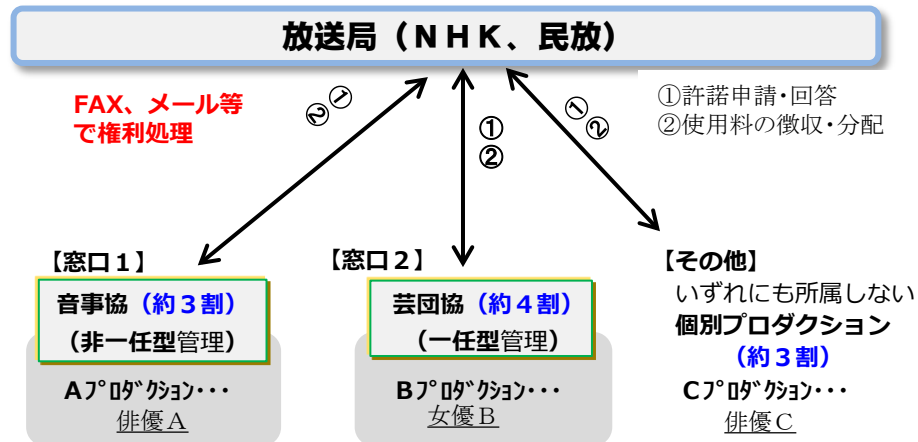 放送局（ＮＨＫ、民放）
FAX、メール等
で権利処理
①許諾申請・回答
②使用料の徴収・分配
①
②
①
②
①
②
【窓口１】
音事協（約３割）
（非一任型管理）
Aﾌﾟﾛﾀﾞｸｼｮﾝ・・・
俳優Ａ
【窓口２】
芸団協（約４割）
（一任型管理）
Bﾌﾟﾛﾀﾞｸｼｮﾝ・・・
女優Ｂ
【その他】
いずれにも所属しない
個別プロダクション
（約３割）
Cﾌﾟﾛﾀﾞｸｼｮﾝ・・・
俳優Ｃ